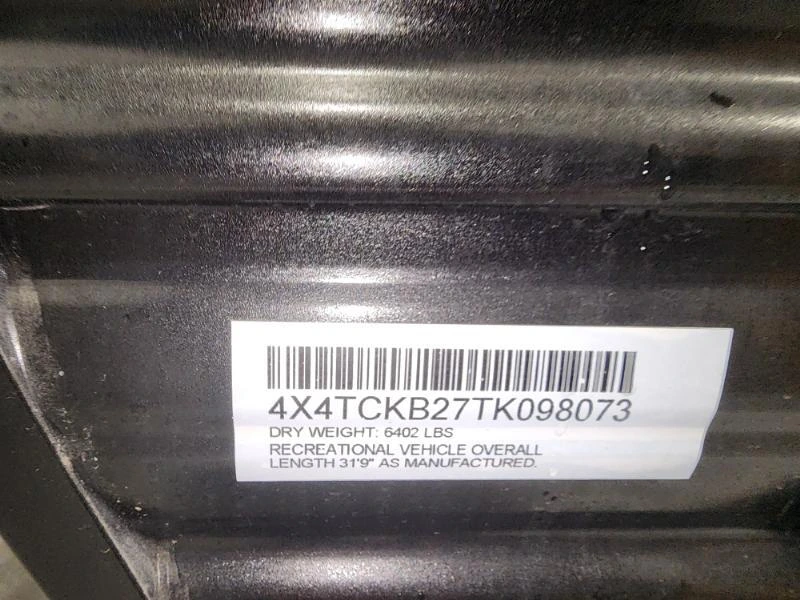 4X4TCKB27TK098073
DRY WEIGHT: 6402 LBS
RECREATIONAL VEHICLE OVERALL
LENGTH 31'9" AS MANUFACTURED.